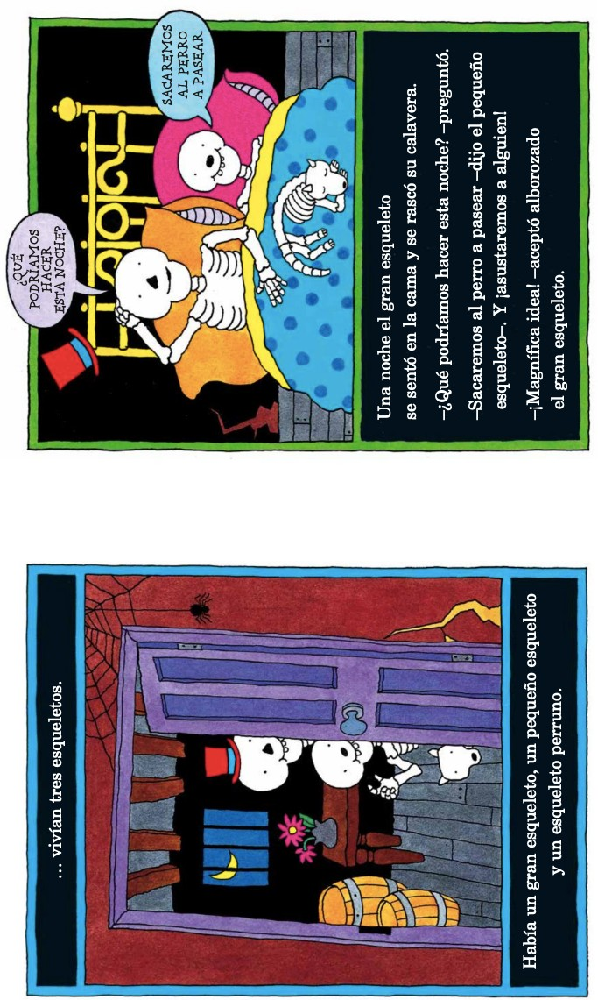 ... vivían tres esqueletos.
Había un gran esqueleto, un pequeño esqueleto
y un esqueleto perruno.
¿QUÉ
PODRÍAMOS
HACER
ESTA NOCHE?
SACAREMOS
AL PERRO
A PASEAR.
Una noche el gran esqueleto
se sentó en la cama y se rascó su calavera.
–¿Qué podríamos hacer esta noche? –preguntó.
–Sacaremos al perro a pasear –dijo el pequeño
esqueleto–. Y ¡asustaremos a alguien!
–¡Magnífica idea! –aceptó alborozado
el gran esqueleto.